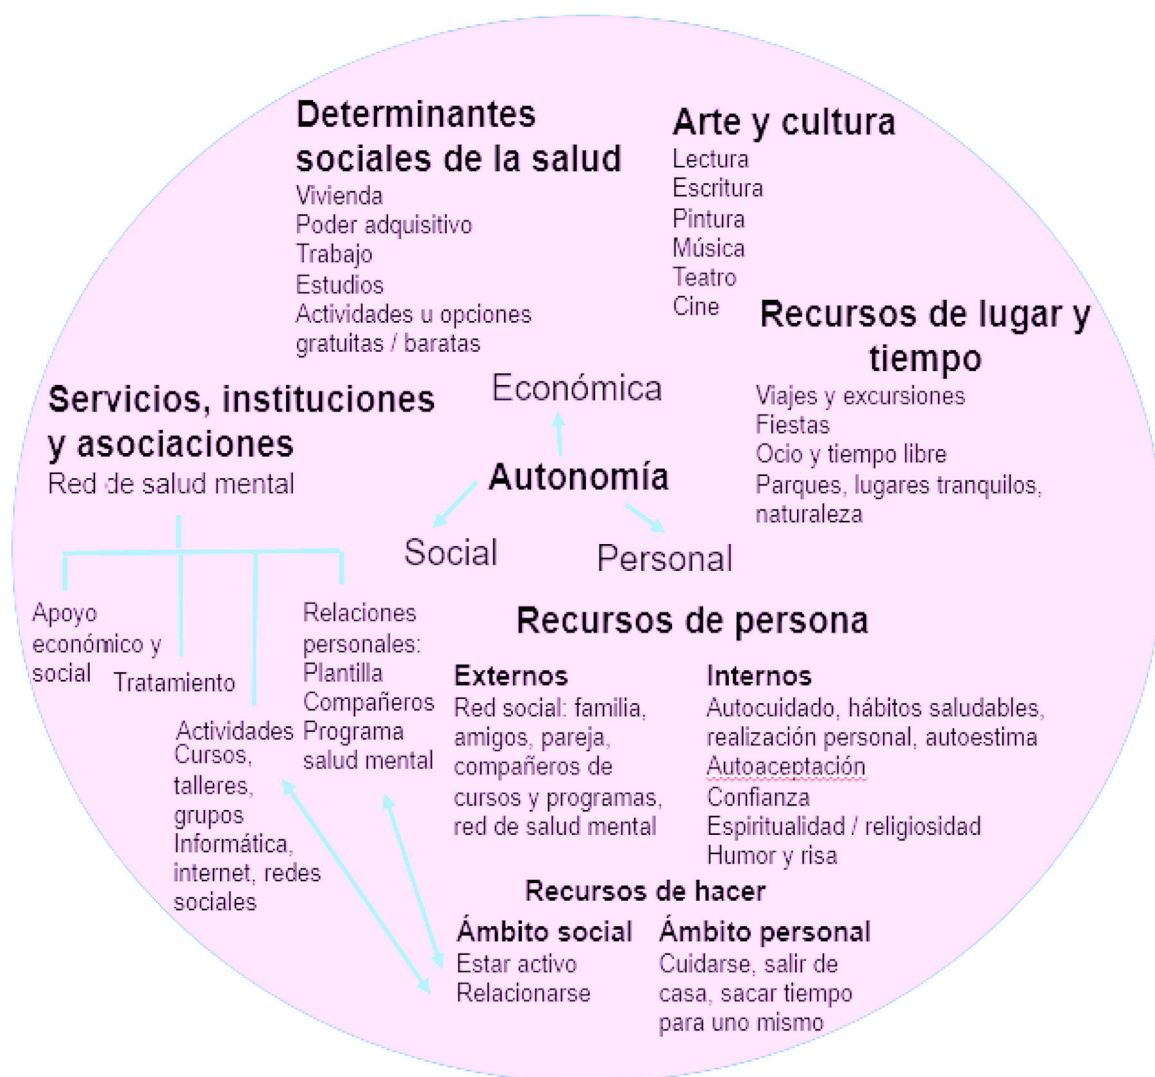 Determinantes
sociales de la salud
Vivienda
Poder adquisitivo
Trabajo
Estudios
Actividades u opciones
gratuitas / baratas
Arte y cultura
Lectura
Escritura
Pintura
Música
Teatro
Cine
Recursos de lugar y
tiempo
Viajes y excursiones
Fiestas
Ocio y tiempo libre
Parques, lugares tranquilos,
naturaleza
Servicios, instituciones
y asociaciones
Red de salud mental
Económica
Autonomía
Social
Personal
Apoyo
económico y
social
Tratamiento
Actividades
Cursos,
talleres,
grupos
Informática,
internet, redes
sociales
Relaciones
personales:
Plantilla
Compañeros
Programa
salud mental
Recursos de persona
Externos
Red social: familia,
amigos, pareja,
compañeros de
cursos y programas,
red de salud mental
Internos
Autocuidado, hábitos saludables,
realización personal, autoestima
Autoaceptación
Confianza
Espiritualidad / religiosidad
Humor y risa
Recursos de hacer
Ámbito social
Estar activo
Relacionarse
Ámbito personal
Cuidarse, salir de
casa, sacar tiempo
para uno mismo